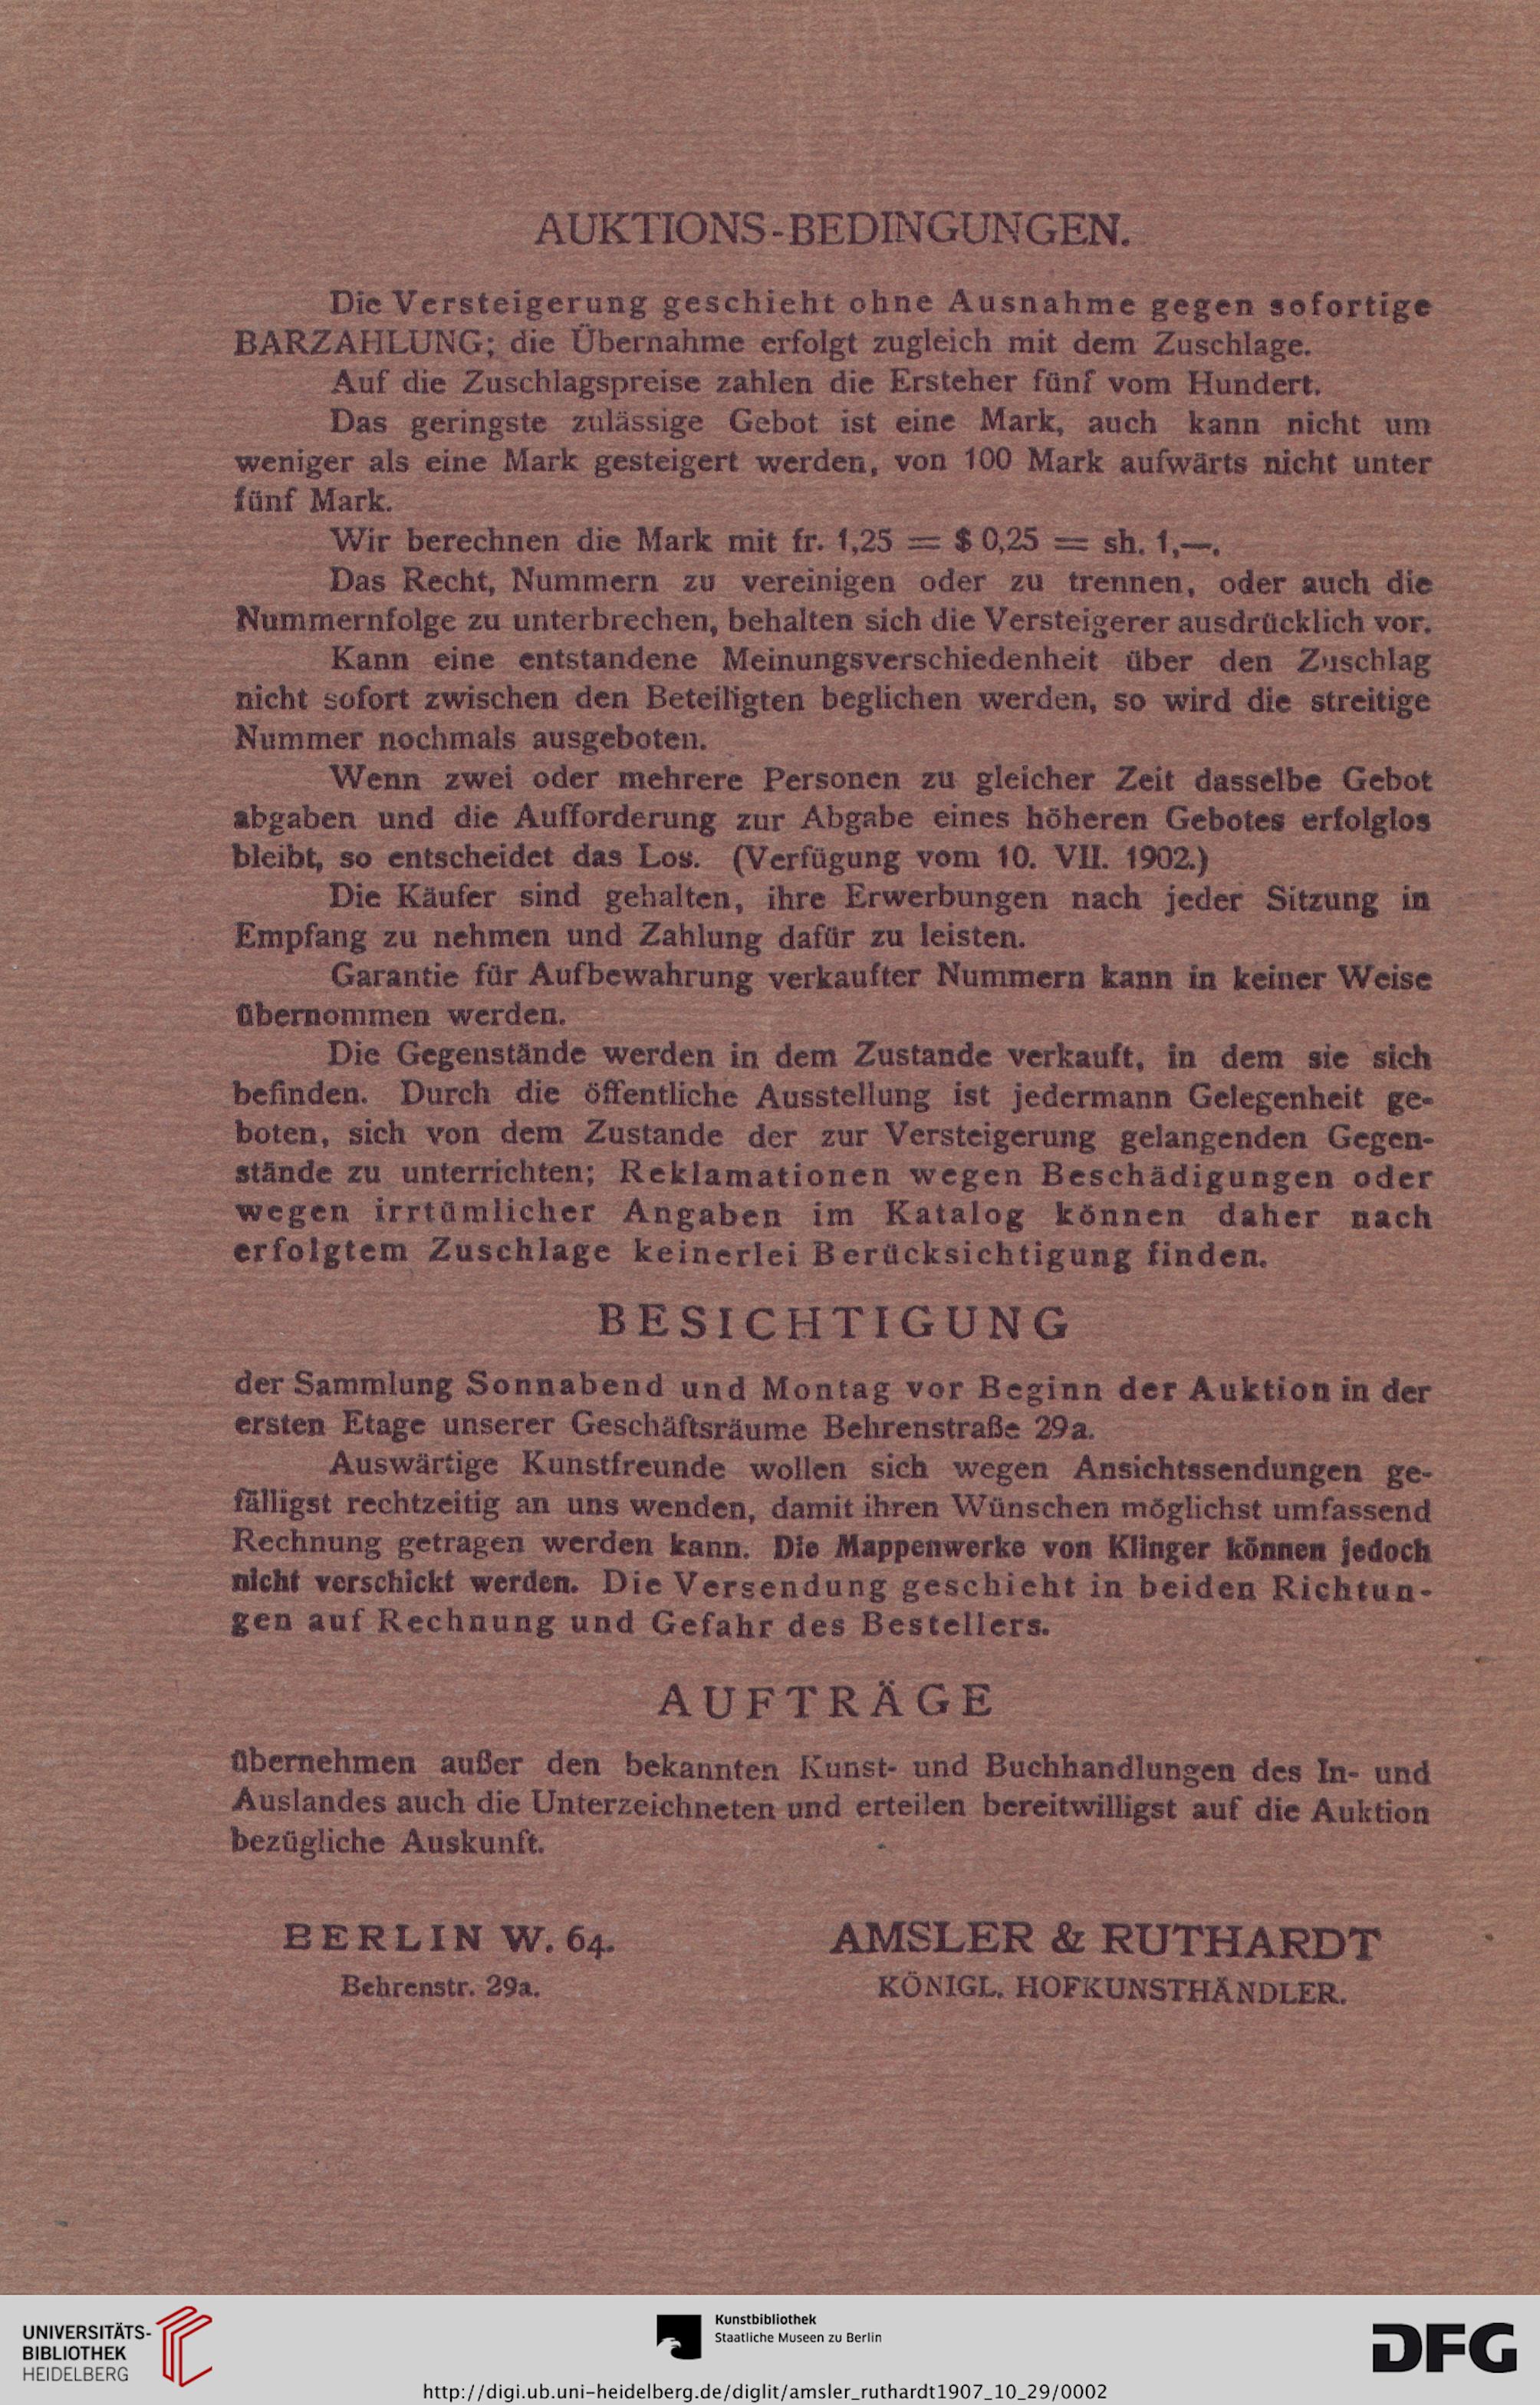 AUKTIONS-BEDINGUNGEN.
Die Versteigerung geschieht ohne Ausnahme gegen sofortige
BARZAHLUNG; die Übernahme erfolgt zugleich mit dem Zuschlage.
Auf die Zuschlagspreise zahlen die Ersteher fünf vom Hundert.
Das geringste zulässige Gebot ist eine Mark, auch kann nicht um
weniger als eine Mark gesteigert werden, von 100 Mark aufwärts nicht unter
fünf Mark.
Wir berechnen die Mark mit fr. 1,25 = $ 0,25 = sh. 1,—.
Das Recht, Nummern zu vereinigen oder zu trennen, oder auch die
Nummernfolge zu unterbrechen, behalten sich die Versteigerer ausdrücklich vor.
Kann eine entstandene Meinungsverschiedenheit über den Zuschlag
nicht sofort zwischen den Beteiligten beglichen werden, so wird die streitige
Nummer nochmals ausgeboten.
Wenn zwei oder mehrere Personen zu gleicher Zeit dasselbe Gebot
abgaben und die Aufforderung zur Abgabe eines höheren Gebotes erfolglos
bleibt, so entscheidet das Los. (Verfügung vom 10. VII. 1902.)
Die Käufer sind gehalten, ihre Erwerbungen nach jeder Sitzung in
Empfang zu nehmen und Zahlung dafür zu leisten.
Garantie für Aufbewahrung verkaufter Nummern kann in keiner Weise
übernommen werden.
Die Gegenstände werden in dem Zustande verkauft, in dem sie sich
befinden. Durch die öffentliche Ausstellung ist jedermann Gelegenheit ge-
boten, sich von dem Zustande der zur Versteigerung gelangenden Gegen-
stände zu unterrichten; Reklamationen wegen Beschädigungen oder
wegen irrtümlicher Angaben im Katalog können daher nach
erfolgtem Zuschlage keinerlei Berücksichtigung finden.
BESICHTIGUNG
der Sammlung Sonnabend und Montag vor Beginn der Auktion in der
ersten Etage unserer Geschäftsräume Behrenstraße 29a.
Auswärtige Kunstfreunde wollen sich wegen Ansichtssendungen ge-
fälligst rechtzeitig an uns wenden, damit ihren Wünschen möglichst umfassend
Rechnung getragen werden kann. Die Mappenwerke von Klinger können jedoch
nicht verschickt werden. Die Versendung geschieht in beiden Richtun-
gen auf Rechnung und Gefahr des Bestellers.
AUFTRÄGE
übernehmen außer den bekannten Kunst- und Buchhandlungen des In- und
Auslandes auch die Unterzeichneten und erteilen bereitwilligst auf die Auktion
bezügliche Auskunft.
BERLIN W. 64.
Behrenstr. 29a.
AMSLER & RUTHARDT
KÖNIGL. HOFKUNSTHÄNDLER.
UNIVERSITÄTS-
BIBLIOTHEK
HEIDELBERG
Kunstbibliothek
Staatliche Museen zu Berlin
DFG
http://digi.ub.uni-heidelberg.de/diglit/amsler_ruthardt1907_10_29/0002